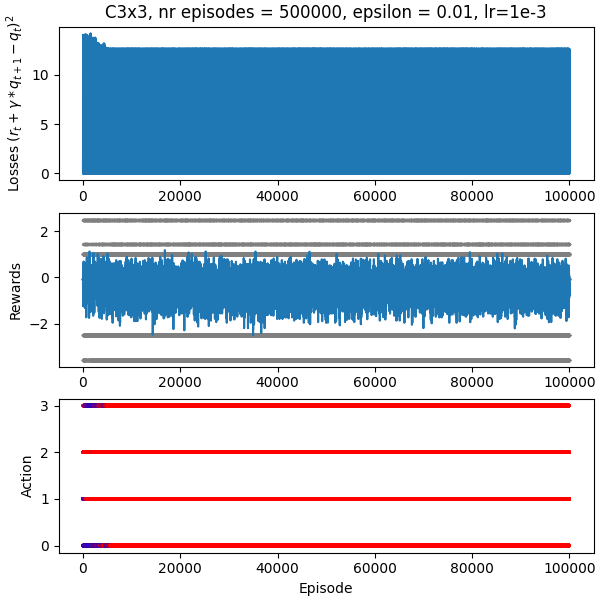 C3x3, nr episodes = 500000, epsilon = 0.01, lr=1e-3
Losses (r_t + γ * q_{t+1} − q_t)^2
10
5
0
0 20000 40000 60000 80000 100000
Rewards
2
0
−2
0 20000 40000 60000 80000 100000
Action
3
2
1
0
0 20000 40000 60000 80000 100000
Episode